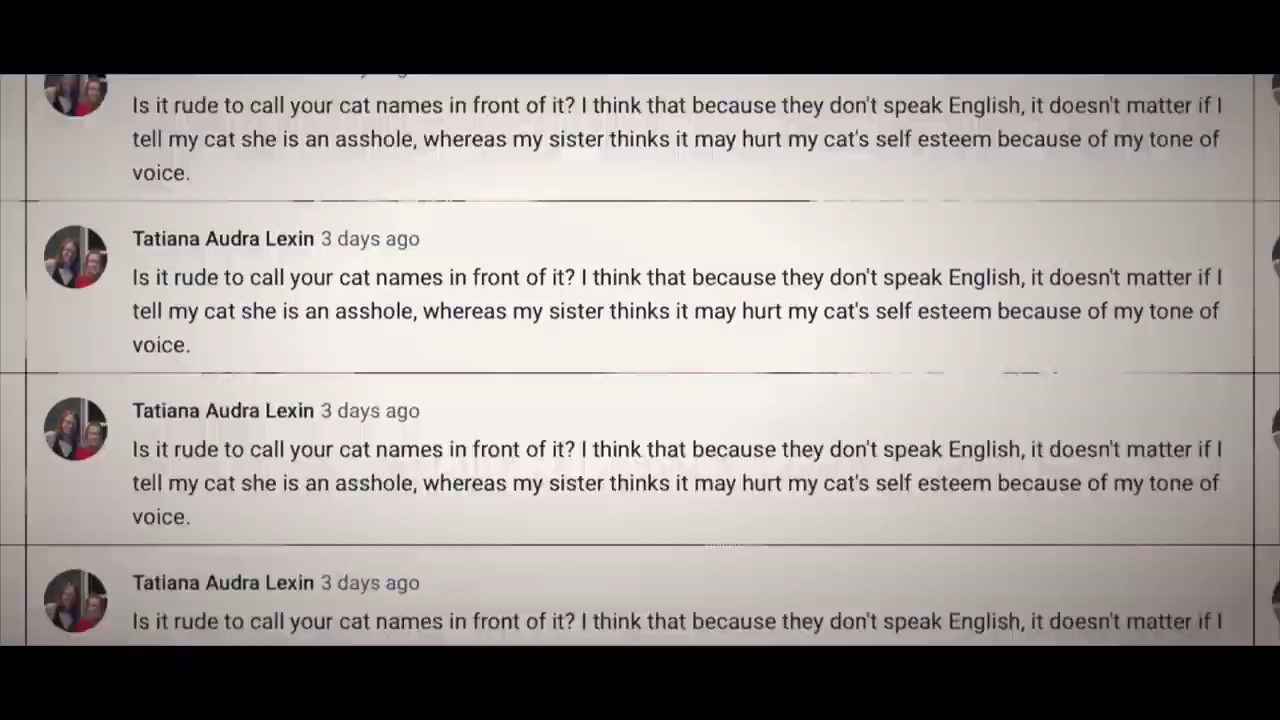 Is it rude to call your cat names in front of it? I think that because they don't speak English, it doesn't matter if I
tell my cat she is an asshole, whereas my sister thinks it may hurt my cat's self esteem because of my tone of
voice.
Tatiana Audra Lexin 3 days ago
Is it rude to call your cat names in front of it? I think that because they don't speak English, it doesn't matter if I
tell my cat she is an asshole, whereas my sister thinks it may hurt my cat's self esteem because of my tone of
voice.
Tatiana Audra Lexin 3 days ago
Is it rude to call your cat names in front of it? I think that because they don't speak English, it doesn't matter if I
tell my cat she is an asshole, whereas my sister thinks it may hurt my cat's self esteem because of my tone of
voice.
Tatiana Audra Lexin 3 days ago
Is it rude to call your cat names in front of it? I think that because they don't speak English, it doesn't matter if I